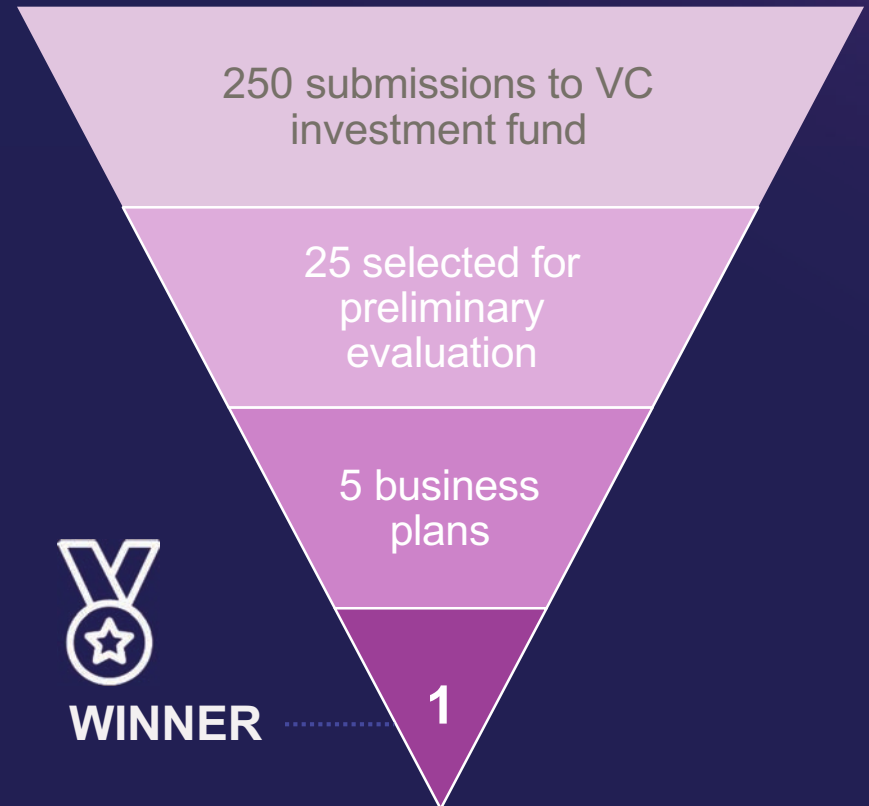 250 submissions to VC
investment fund
25 selected for
preliminary
evaluation
5 business
plans
1
WINNER